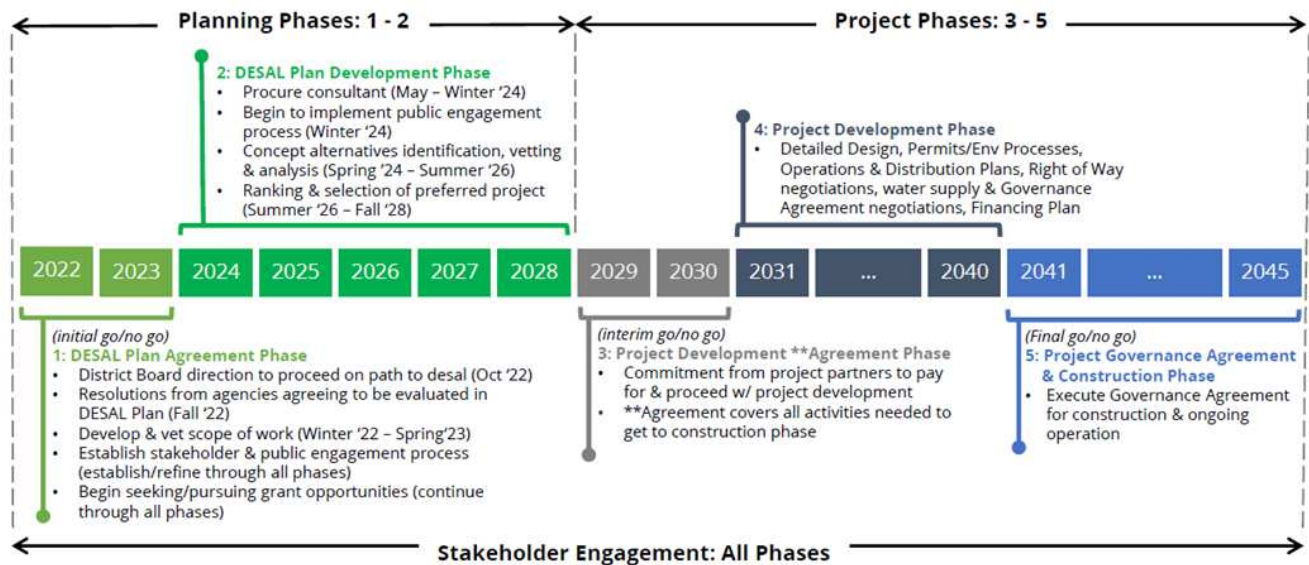 Planning Phases: 1 - 2
Project Phases: 3 - 5
2: DESAL Plan Development Phase
• Procure consultant (May – Winter ‘24)
• Begin to implement public engagement
process (Winter ‘24)
• Concept alternatives identification, vetting
& analysis (Spring ‘24 – Summer ‘26)
• Ranking & selection of preferred project
(Summer ‘26 – Fall ‘28)
4: Project Development Phase
• Detailed Design, Permits/Env Processes,
Operations & Distribution Plans, Right of Way
negotiations, water supply & Governance
Agreement negotiations, Financing Plan
2022 2023 2024 2025 2026 2027 2028 2029 2030 2031 ... 2040 2041 ... 2045
(initial go/no go)
1: DESAL Plan Agreement Phase
• District Board direction to proceed on path to desal (Oct ‘22)
• Resolutions from agencies agreeing to be evaluated in
DESAL Plan (Fall ‘22)
• Develop & vet scope of work (Winter ‘22 – Spring‘23)
• Establish stakeholder & public engagement process
(establish/refine through all phases)
• Begin seeking/pursuing grant opportunities (continue
through all phases)
(interim go/no go)
3: Project Development **Agreement Phase
• Commitment from project partners to pay
for & proceed w/ project development
• **Agreement covers all activities needed to
get to construction phase
(Final go/no go)
5: Project Governance Agreement
& Construction Phase
• Execute Governance Agreement
for construction & ongoing
operation
Stakeholder Engagement: All Phases